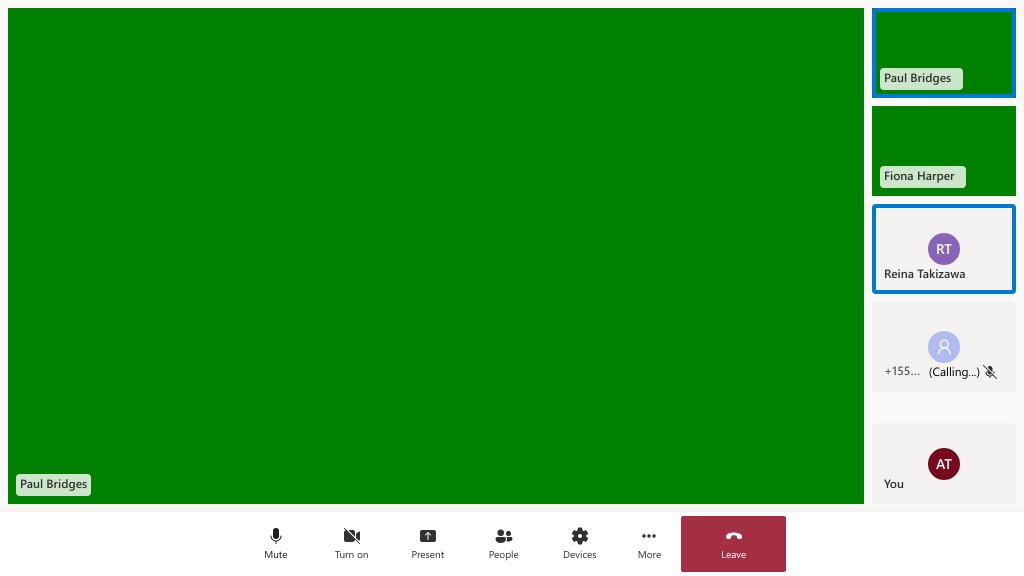 Paul Bridges
Fiona Harper
RT
Reina Takizawa
+155... (Calling...)
AT
You
Paul Bridges
Mute
Turn on
Present
People
Devices
More
Leave